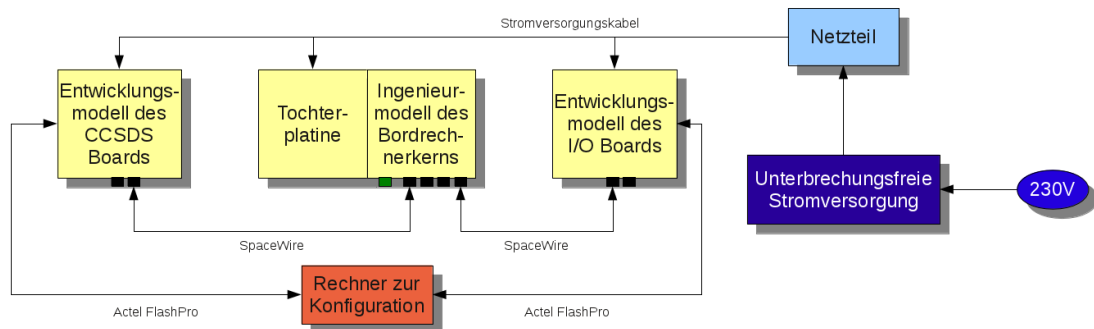 Stromversorgungskabel
Netzteil
Entwicklungs-
modell des
CCSDS
Boards
Tochter-
platine
Ingenieur-
modell des
Bordrech-
nerkerns
Entwicklungs-
modell des
I/O Boards
Unterbrechungsfreie
Stromversorgung
230V
SpaceWire
SpaceWire
Rechner zur
Konfiguration
Actel FlashPro
Actel FlashPro